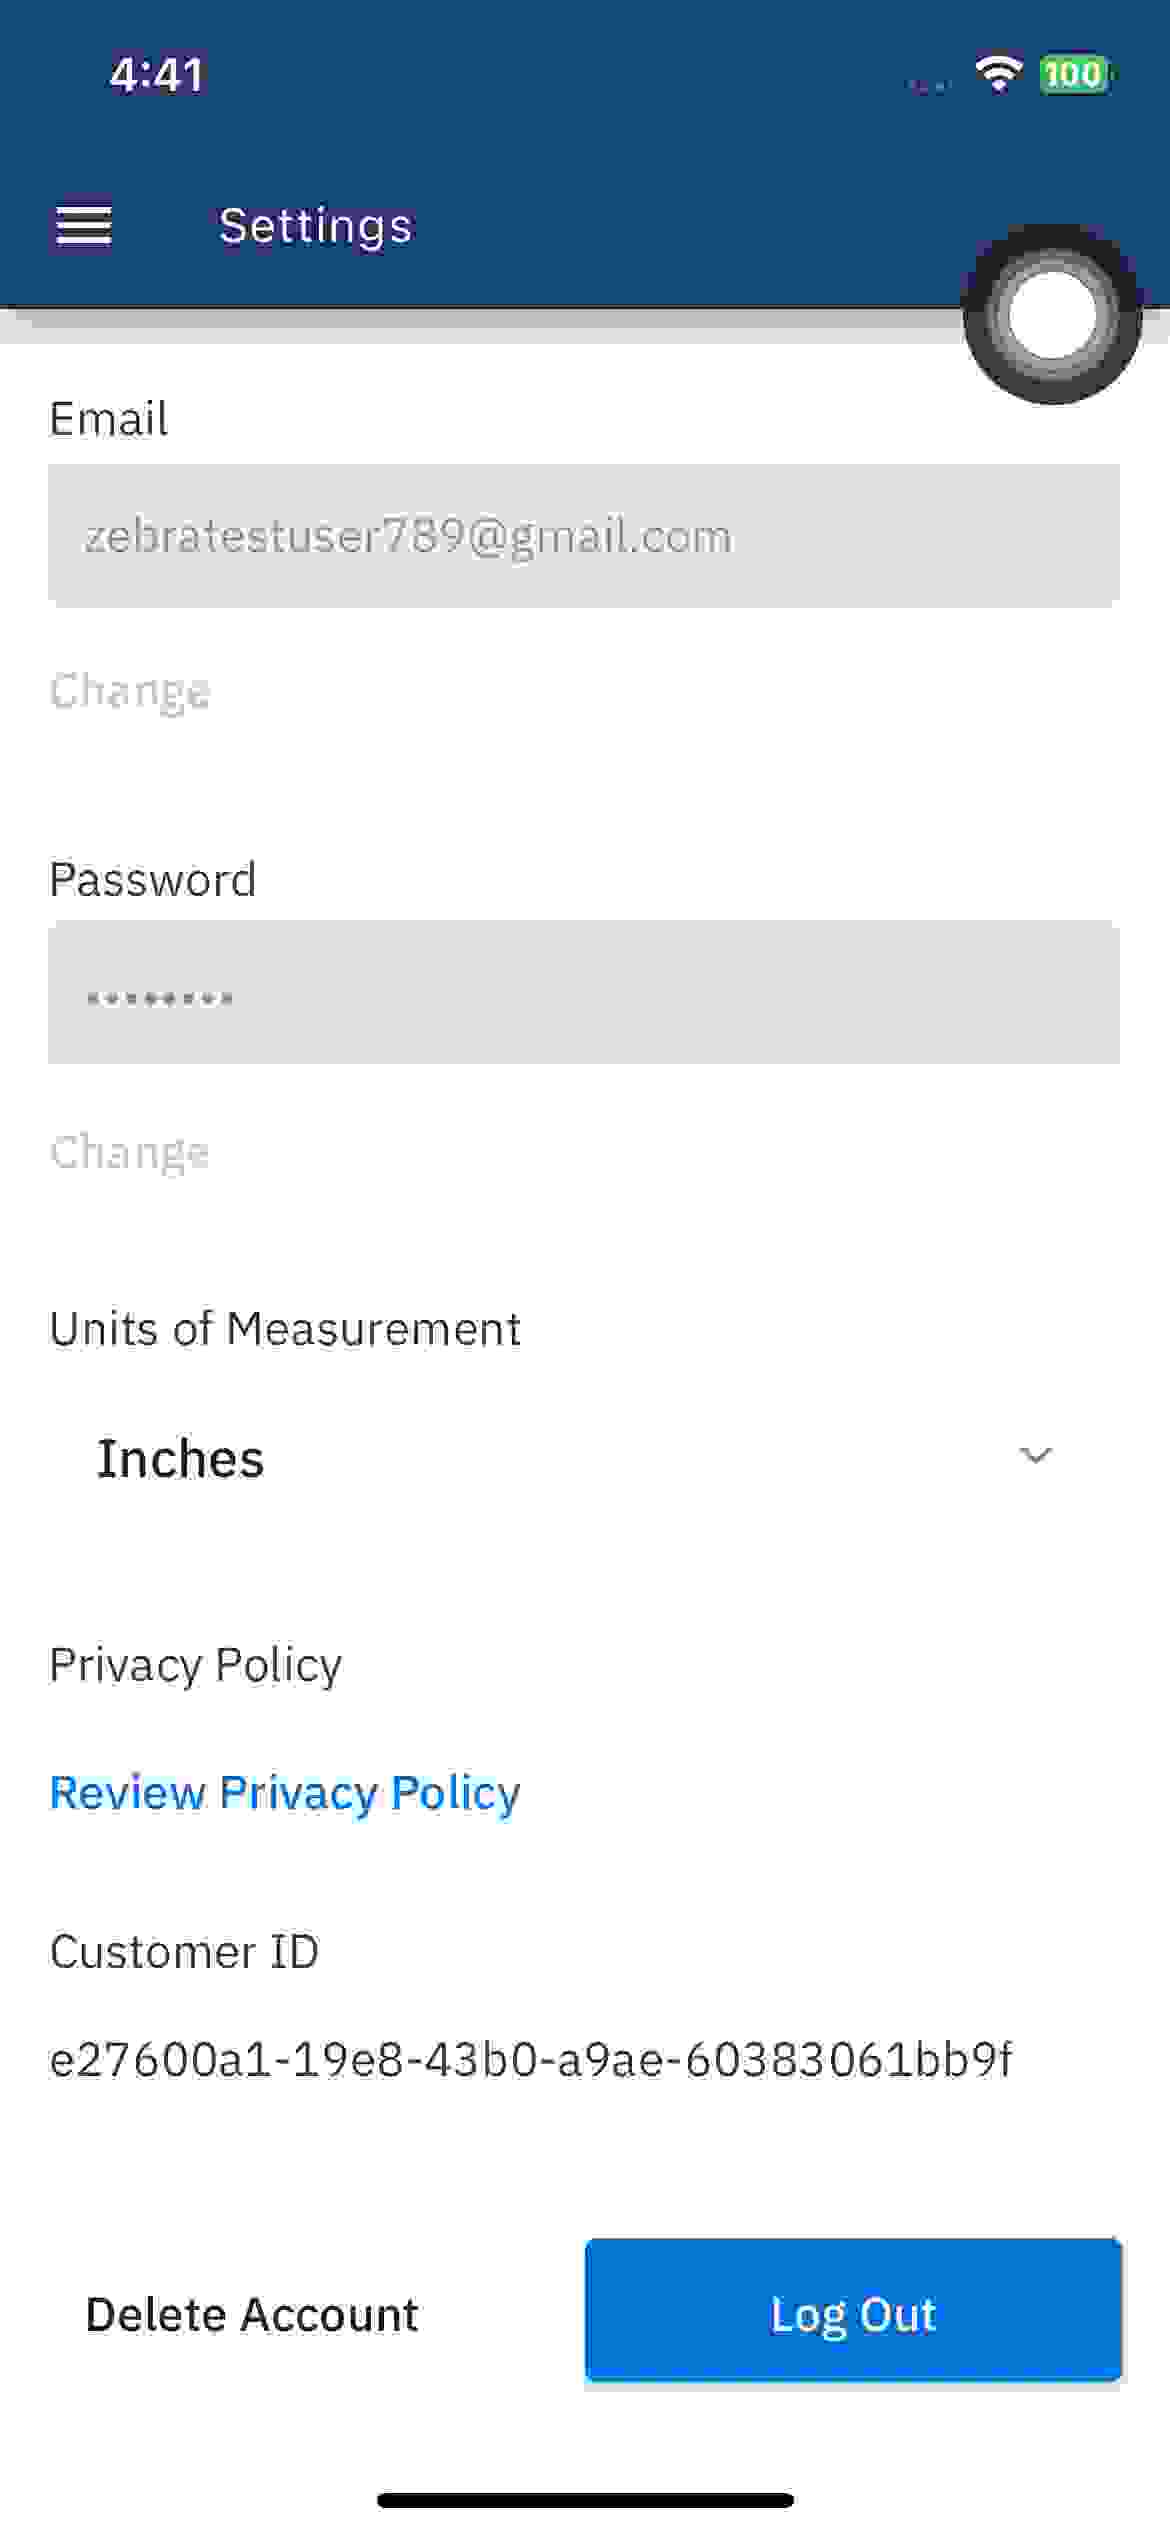 4:41
100
Settings
Email
zebratestuser789@gmail.com
Change
Password
••••••••
Change
Units of Measurement
Inches
Privacy Policy
Review Privacy Policy
Customer ID
e27600a1-19e8-43b0-a9ae-60383061bb9f
Delete Account
Log Out